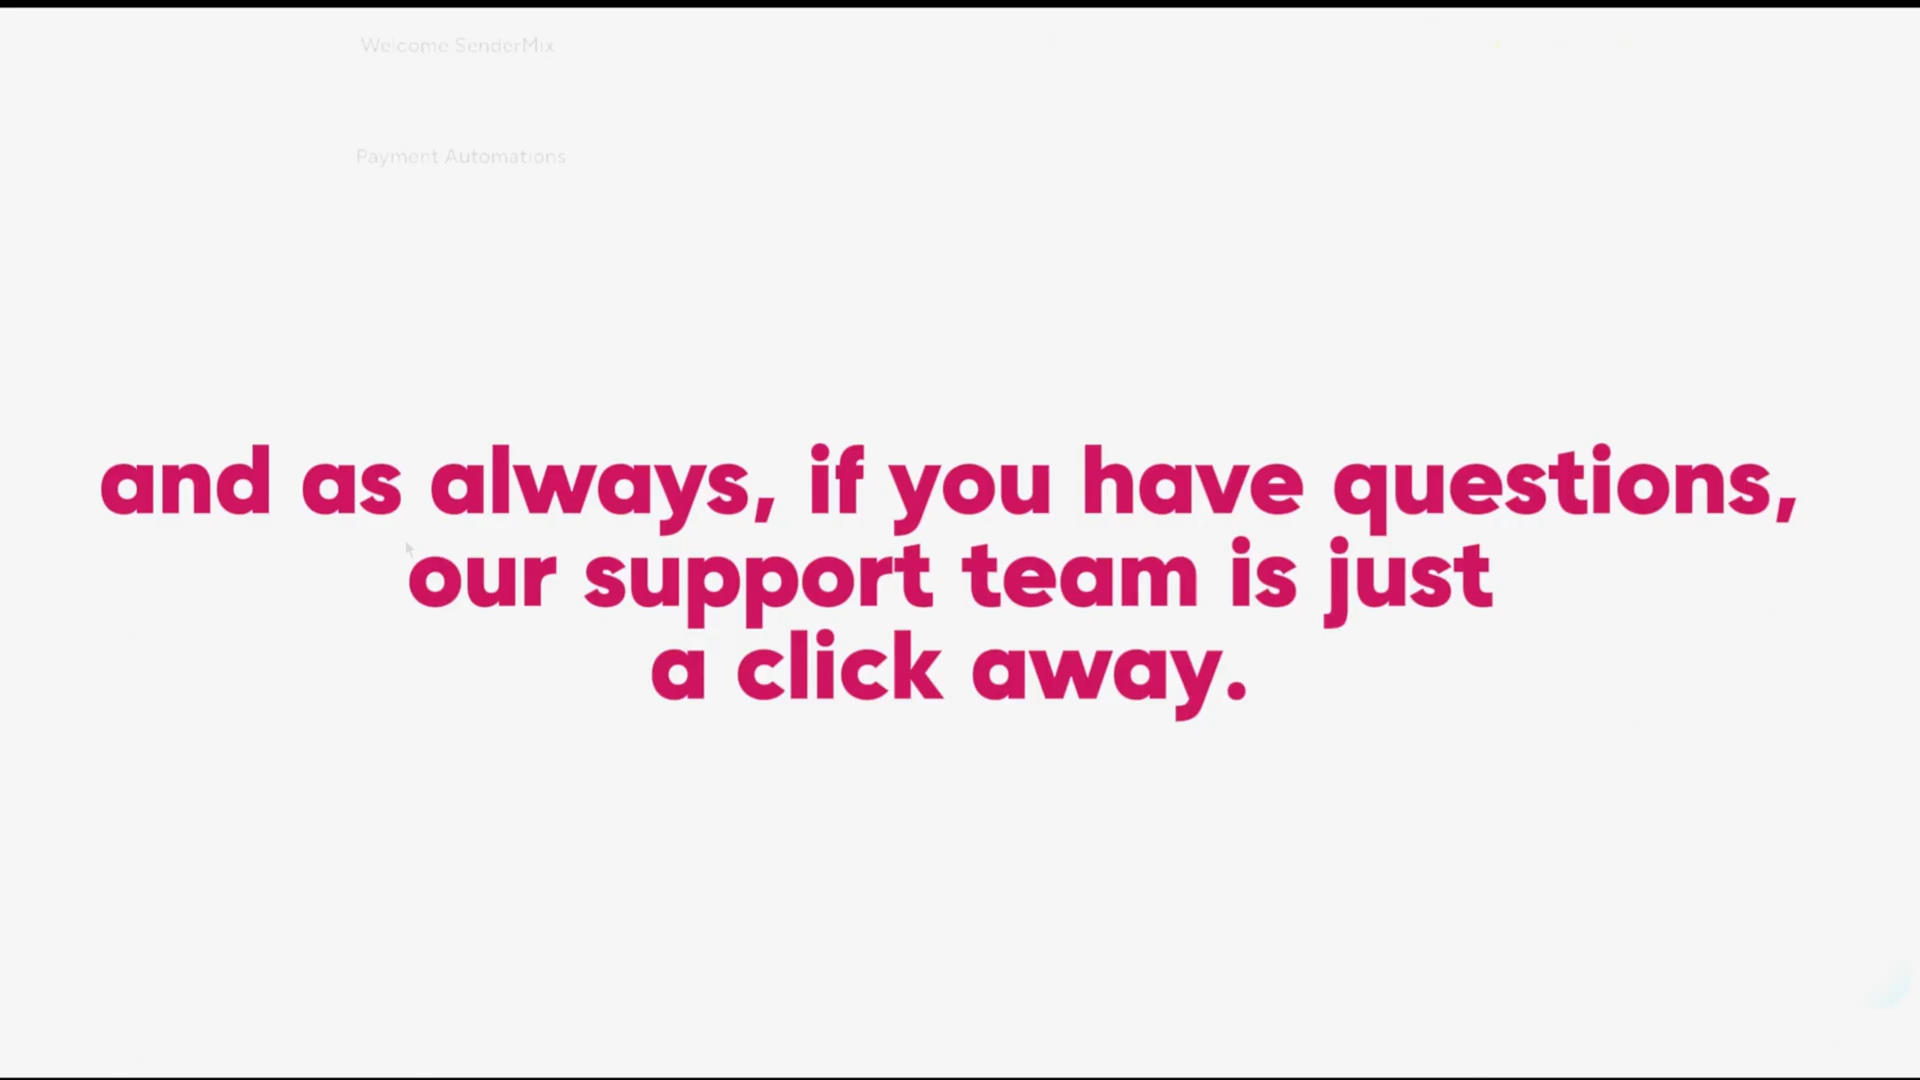 Welcome SenderMix
Payment Automations
and as always, if you have questions,
our support team is just
a click away.